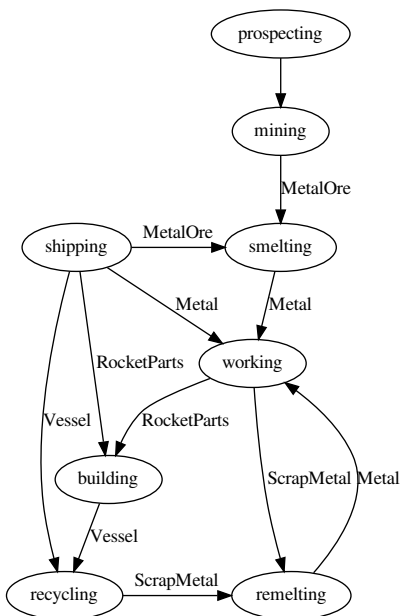 prospecting
mining
MetalOre
shipping
MetalOre
smelting
Metal
Metal
working
RocketParts
Vessel
RocketParts
building
ScrapMetal
Metal
Vessel
recycling
ScrapMetal
remelting